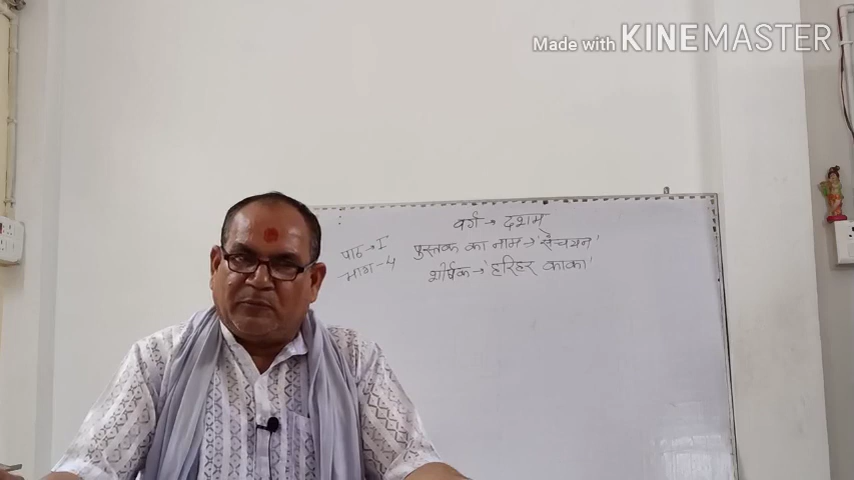 Made with KINEMASTER
वर्ग → दशम्
पाठ → I
पुस्तक का नाम → 'संचयन'
भाग - 4
शीर्षक → 'हरिहर काका'